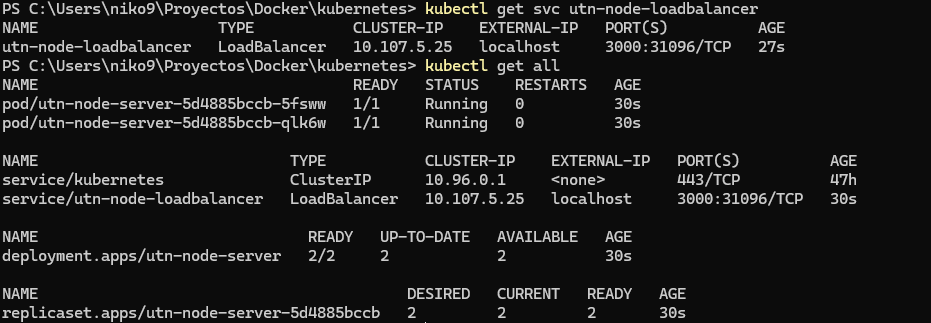 PS C:\Users\niko9\Proyectos\Docker\kubernetes> kubectl get svc utn-node-loadbalancer
NAME TYPE CLUSTER-IP EXTERNAL-IP PORT(S) AGE
utn-node-loadbalancer LoadBalancer 10.107.5.25 localhost 3000:31096/TCP 27s
PS C:\Users\niko9\Proyectos\Docker\kubernetes> kubectl get all
NAME READY STATUS RESTARTS AGE
pod/utn-node-server-5d4885bccb-5fsww 1/1 Running 0 30s
pod/utn-node-server-5d4885bccb-qlk6w 1/1 Running 0 30s
NAME TYPE CLUSTER-IP EXTERNAL-IP PORT(S) AGE
service/kubernetes ClusterIP 10.96.0.1 <none> 443/TCP 47h
service/utn-node-loadbalancer LoadBalancer 10.107.5.25 localhost 3000:31096/TCP 30s
NAME READY UP-TO-DATE AVAILABLE AGE
deployment.apps/utn-node-server 2/2 2 2 30s
NAME DESIRED CURRENT READY AGE
replicaset.apps/utn-node-server-5d4885bccb 2 2 2 30s